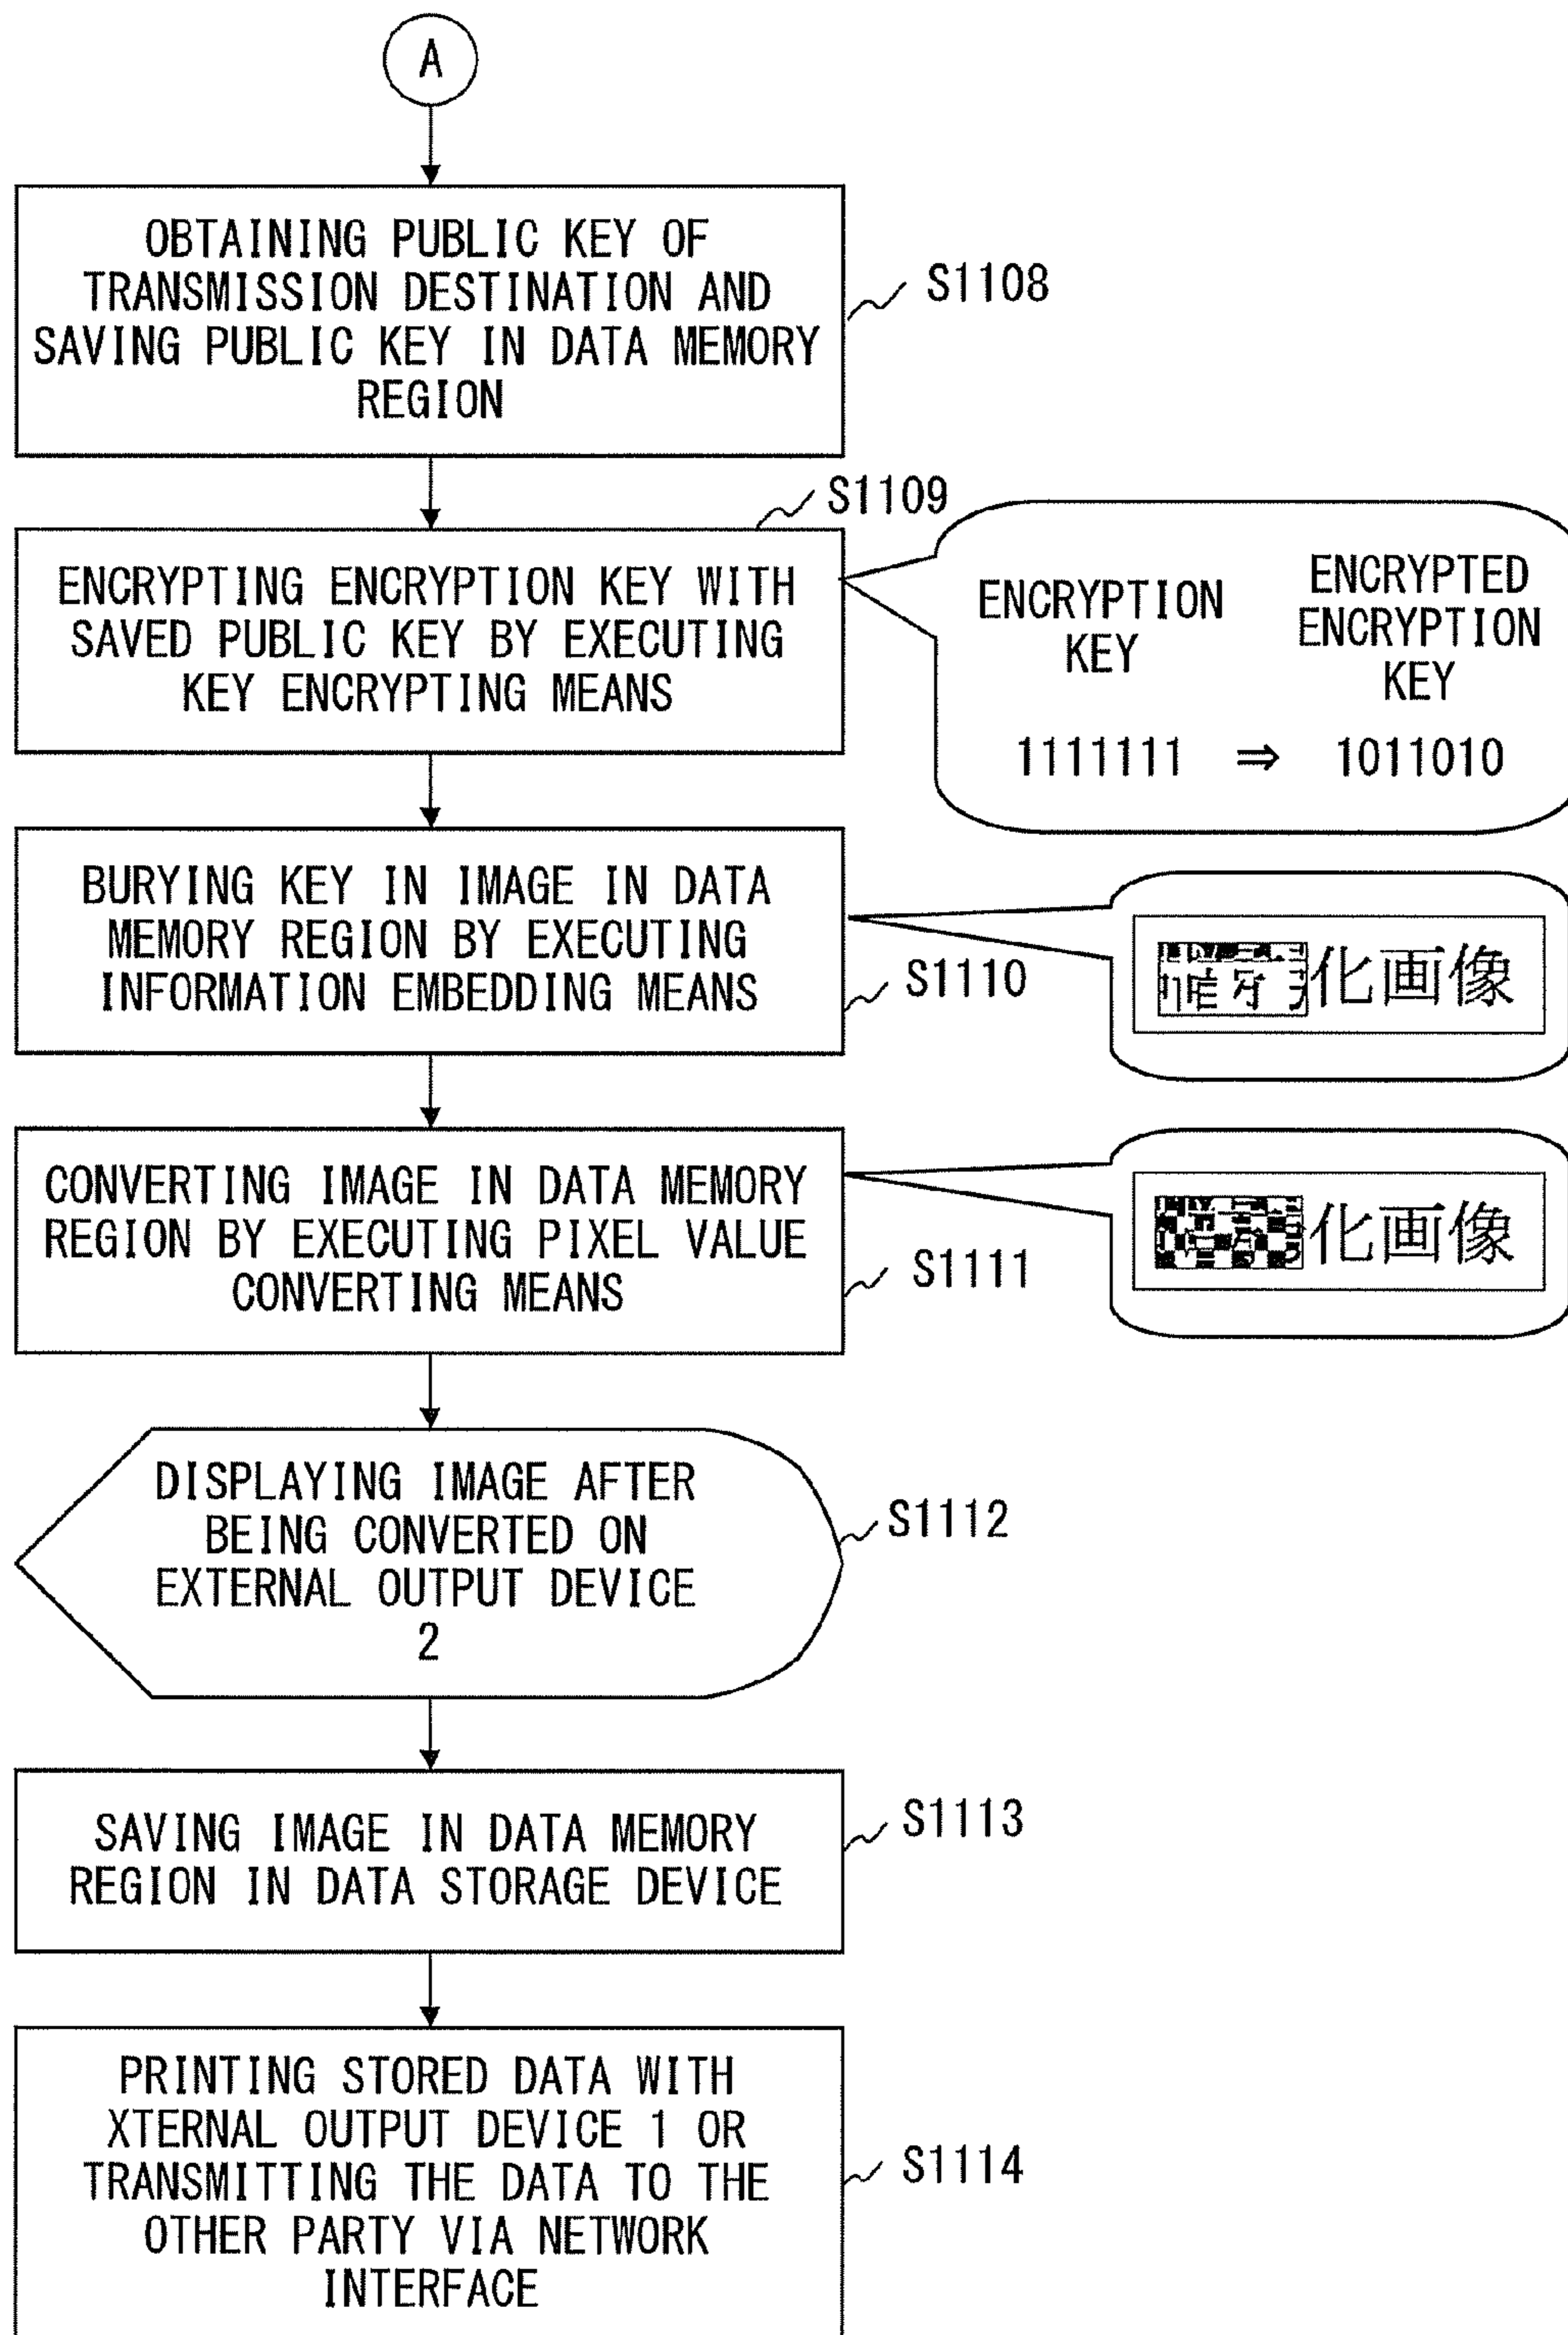 A
OBTAINING PUBLIC KEY OF
TRANSMISSION DESTINATION AND
SAVING PUBLIC KEY IN DATA MEMORY
REGION
S1108
S1109
ENCRYPTING ENCRYPTION KEY WITH
SAVED PUBLIC KEY BY EXECUTING
KEY ENCRYPTING MEANS
ENCRYPTION
KEY
ENCRYPTED
ENCRYPTION
KEY
1111111 ⇒ 1011010
BURYING KEY IN IMAGE IN DATA
MEMORY REGION BY EXECUTING
INFORMATION EMBEDDING MEANS
S1110
化画像
CONVERTING IMAGE IN DATA MEMORY
REGION BY EXECUTING PIXEL VALUE
CONVERTING MEANS
S1111
化画像
DISPLAYING IMAGE AFTER
BEING CONVERTED ON
EXTERNAL OUTPUT DEVICE
2
S1112
SAVING IMAGE IN DATA MEMORY
REGION IN DATA STORAGE DEVICE
S1113
PRINTING STORED DATA WITH
XTERNAL OUTPUT DEVICE 1 OR
TRANSMITTING THE DATA TO THE
OTHER PARTY VIA NETWORK
INTERFACE
S1114